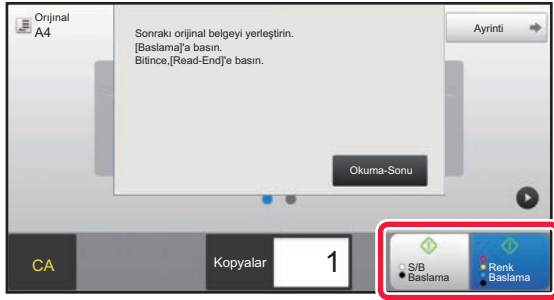 Orıjınal
A4
Sonrakı orijinal belgeyi yerleştirin.
[Baslama]'a basın.
Bitince,[Read-End]'e basın.
Ayrinti
Okuma-Sonu
CA
Kopyalar
1
S/B
Baslama
Renk
Baslama